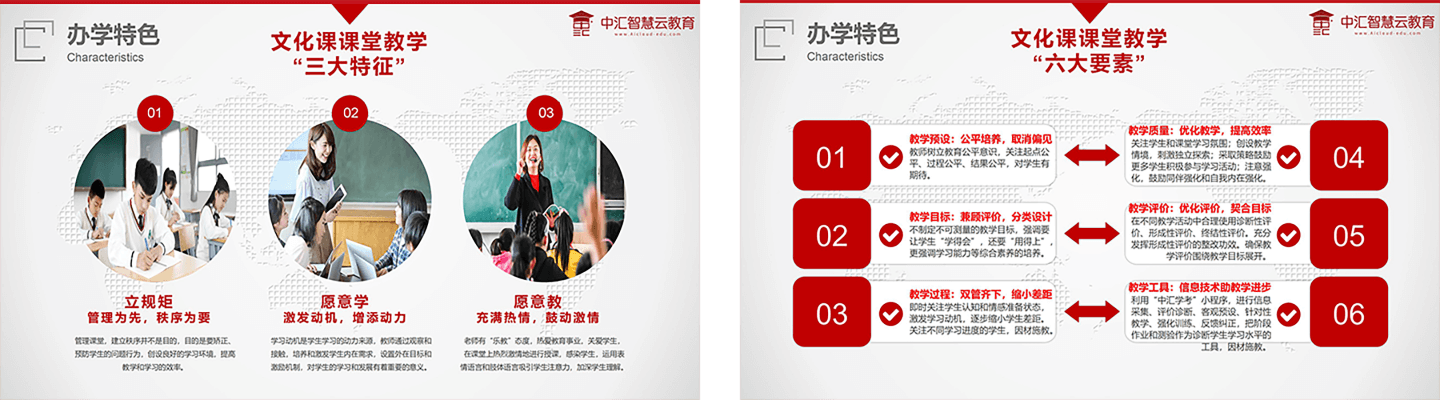 办学特色
Characteristics
文化课课堂教学
“三大特征”
中汇智慧云教育
www.aicloud-edu.com
01
02
03
立规矩
管理为先，秩序为要
管理课堂，建立秩序并不是目的，目的是要矫正、
预防学生的问题行为，创设良好的学习环境，提高
教学和学习的效率。
愿意学
激发动机，增添动力
学习动机是学生学习的动力来源，教师通过观察和
接触，培养和激发学生内在需求，设置外在目标和
激励机制，对学生的学习和发展有着重要的意义。
愿意教
充满热情，鼓动激情
老师有“乐教”态度，热爱教育事业，关爱学生，
在课堂上热烈激情地进行授课，感染学生，运用表
情语言和肢体语言吸引学生注意力，加深学生理解。
办学特色
Characteristics
文化课课堂教学
“六大要素”
中汇智慧云教育
www.aicloud-edu.com
01
教学预设：公平培养，取消偏见
教师树立教育公平意识，关注起点公
平、过程公平、结果公平，对学生有
期待。
02
教学目标：兼顾评价，分类设计
不制定不可测量的教学目标，强调要
让学生“学得会”，还要“用得上”，
更强调学习能力等综合素养的培养。
03
教学过程：双管齐下，缩小差距
即时关注学生认知和情感准备状态，
激发学习动机，逐步缩小学生差距。
关注不同学习进度的学生，因材施教。
教学质量：优化教学，提高效率
关注学生和课堂学习氛围；创设教学
情境，刺激独立探索；采取策略鼓励
更多学生积极参与学习活动；注意强
化，鼓励同伴强化和自我内在强化。
04
教学评价：优化评价，契合目标
在不同教学活动中合理使用诊断性评
价、形成性评价、终结性评价，充分
发挥形成性评价的整改功效。确保教
学评价围绕教学目标展开。
05
教学工具：信息技术助教学进步
利用“中汇学考”小程序，进行信息
采集、评价诊断、客观预设、针对性
教学、强化训练、反馈纠正，把阶段
作业和测验作为诊断学生学习水平的
工具，因材施教。
06